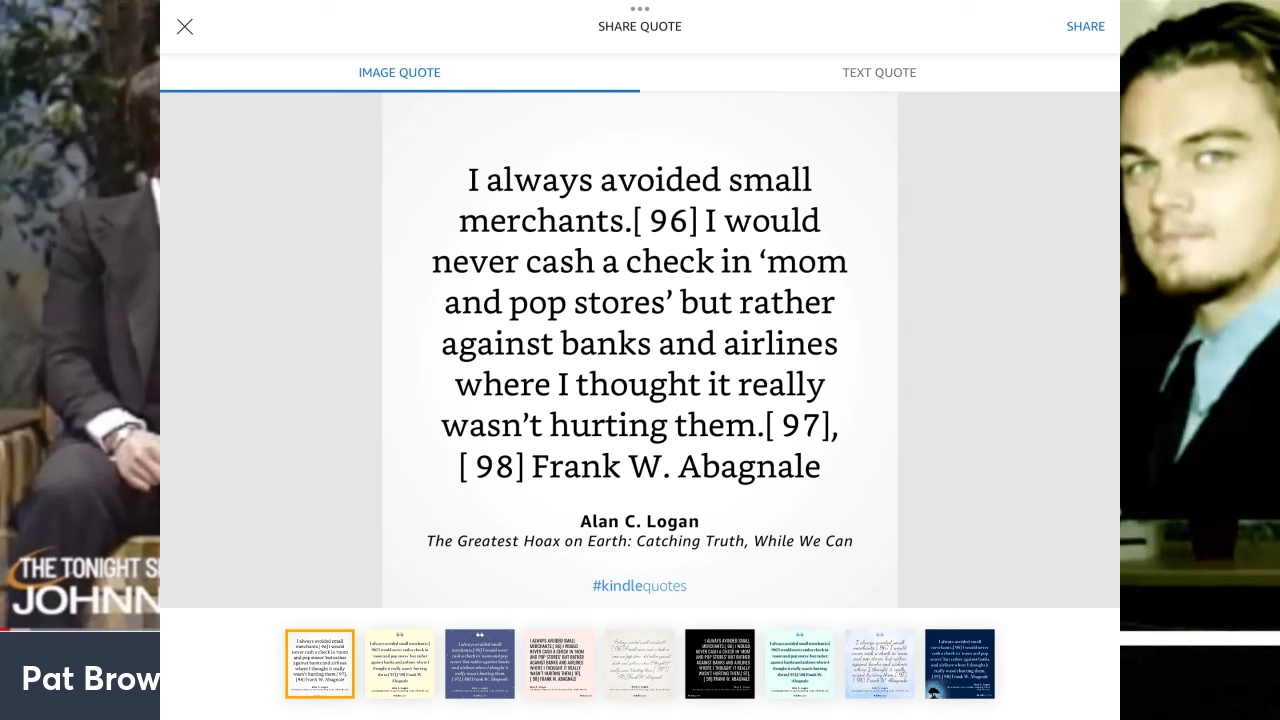 SHARE QUOTE
SHARE
IMAGE QUOTE
TEXT QUOTE
I always avoided small
merchants.[ 96] I would
never cash a check in ‘mom
and pop stores’ but rather
against banks and airlines
where I thought it really
wasn’t hurting them.[ 97],
[ 98] Frank W. Abagnale
Alan C. Logan
The Greatest Hoax on Earth: Catching Truth, While We Can
#kindlequotes
THE TONIGHT S
JOHNN
Pat Brow